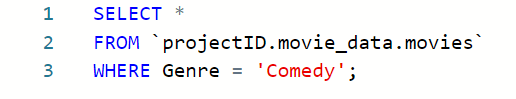 1 SELECT *
2 FROM `projectID.movie_data.movies`
3 WHERE Genre = 'Comedy';